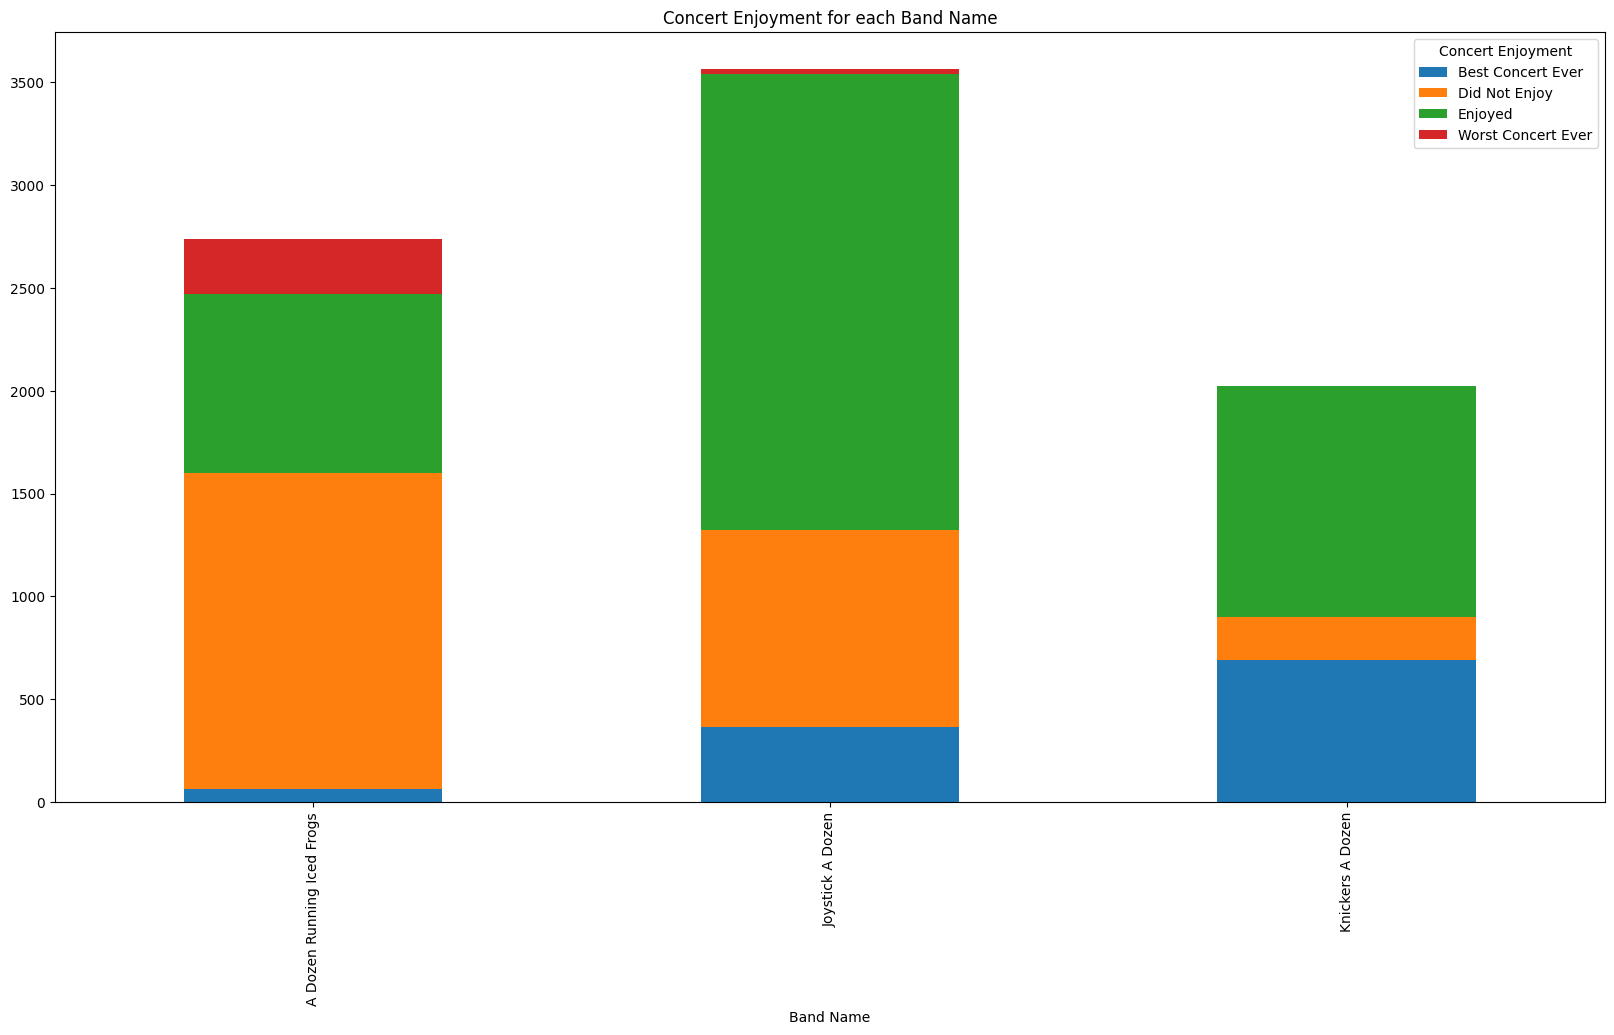 Concert Enjoyment for each Band Name
Concert Enjoyment
Best Concert Ever
Did Not Enjoy
Enjoyed
Worst Concert Ever
3500
3000
2500
2000
1500
1000
500
0
A Dozen Running Iced Frogs
Joystick A Dozen
Knickers A Dozen
Band Name